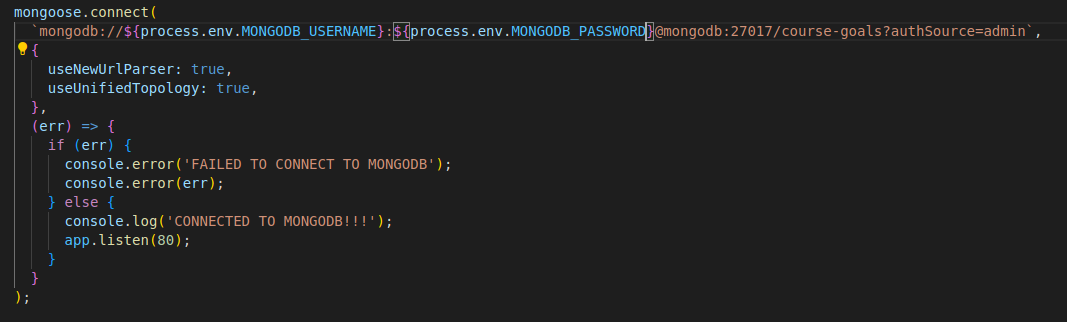 mongoose.connect(
`mongodb://${process.env.MONGODB_USERNAME}:${process.env.MONGODB_PASSWORD}@mongodb:27017/course-goals?authSource=admin`,
{
useNewUrlParser: true,
useUnifiedTopology: true,
},
(err) => {
if (err) {
console.error('FAILED TO CONNECT TO MONGODB');
console.error(err);
} else {
console.log('CONNECTED TO MONGODB!!!');
app.listen(80);
}
}
);